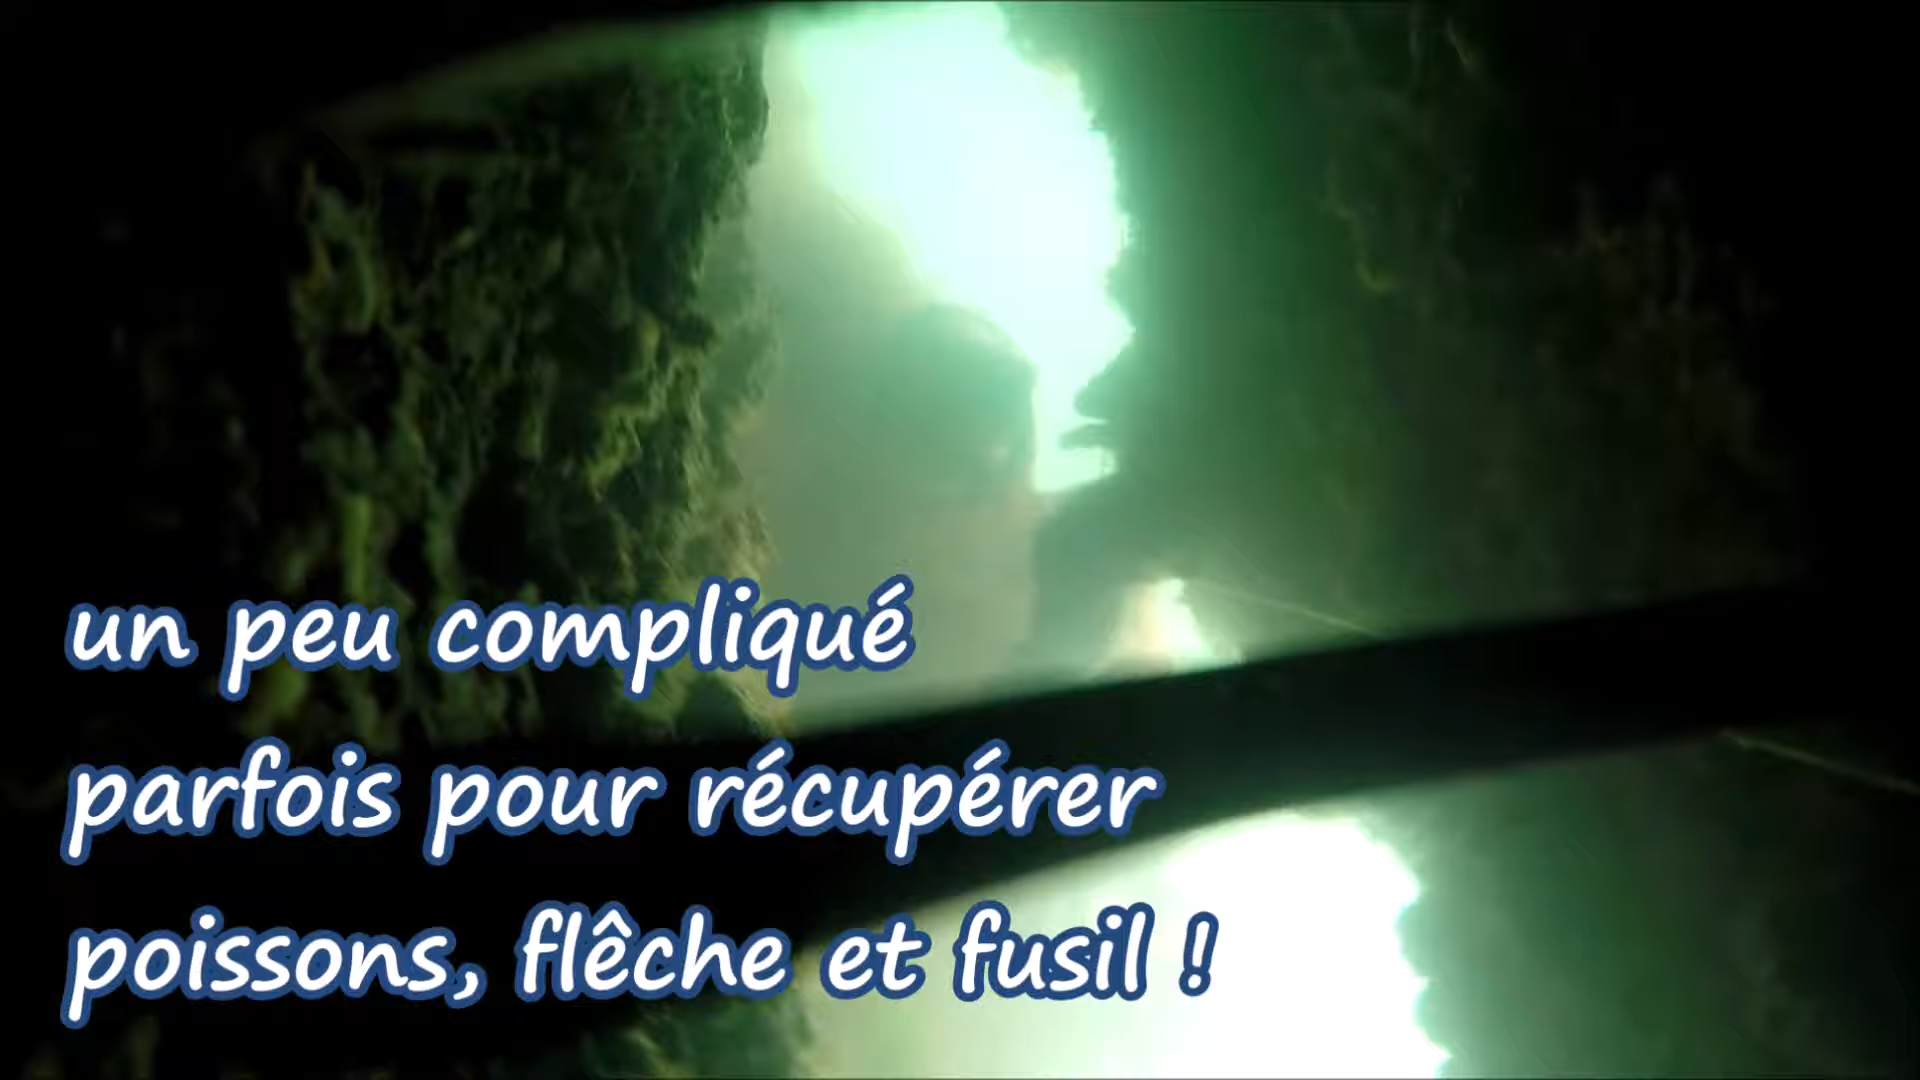 un peu compliqué
parfois pour récupérer
poissons, flêche et fusil !